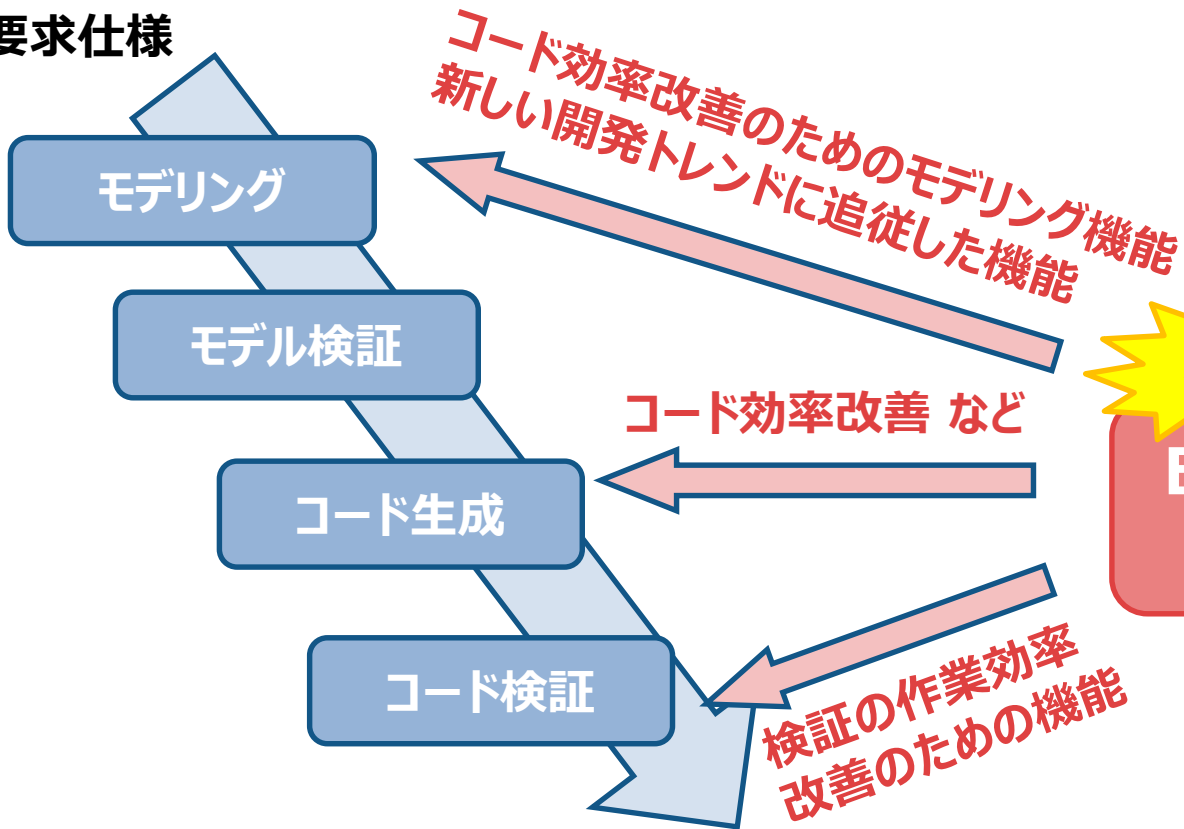 要求仕様
コード効率改善のためのモデリング機能
新しい開発トレンドに追従した機能
モデリング
モデル検証
コード効率改善 など
コード生成
コード検証
検証の作業効率
改善のための機能